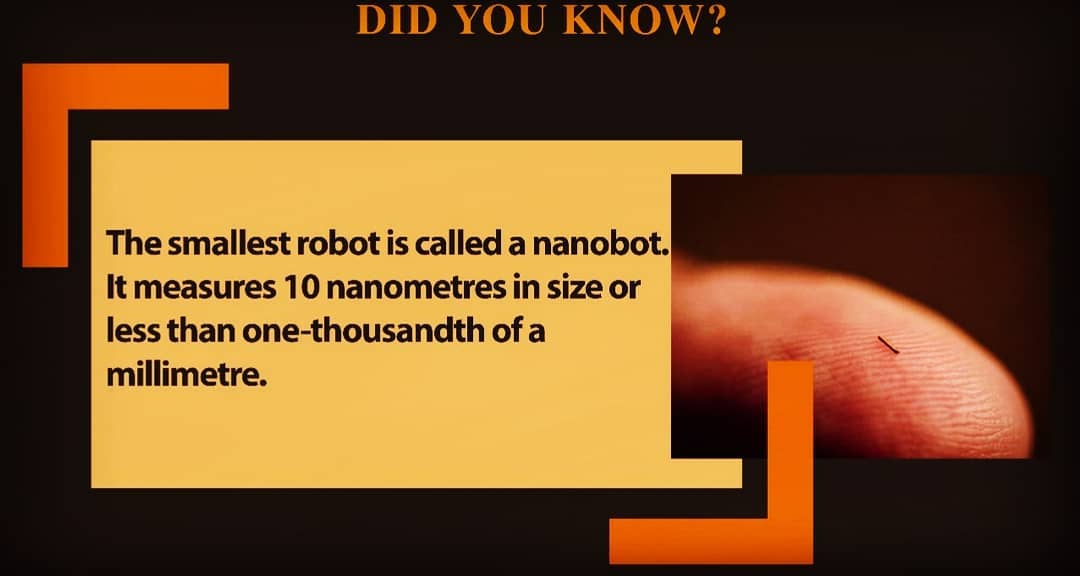 DID YOU KNOW?
The smallest robot is called a nanobot.
It measures 10 nanometres in size or
less than one-thousandth of a
millimetre.